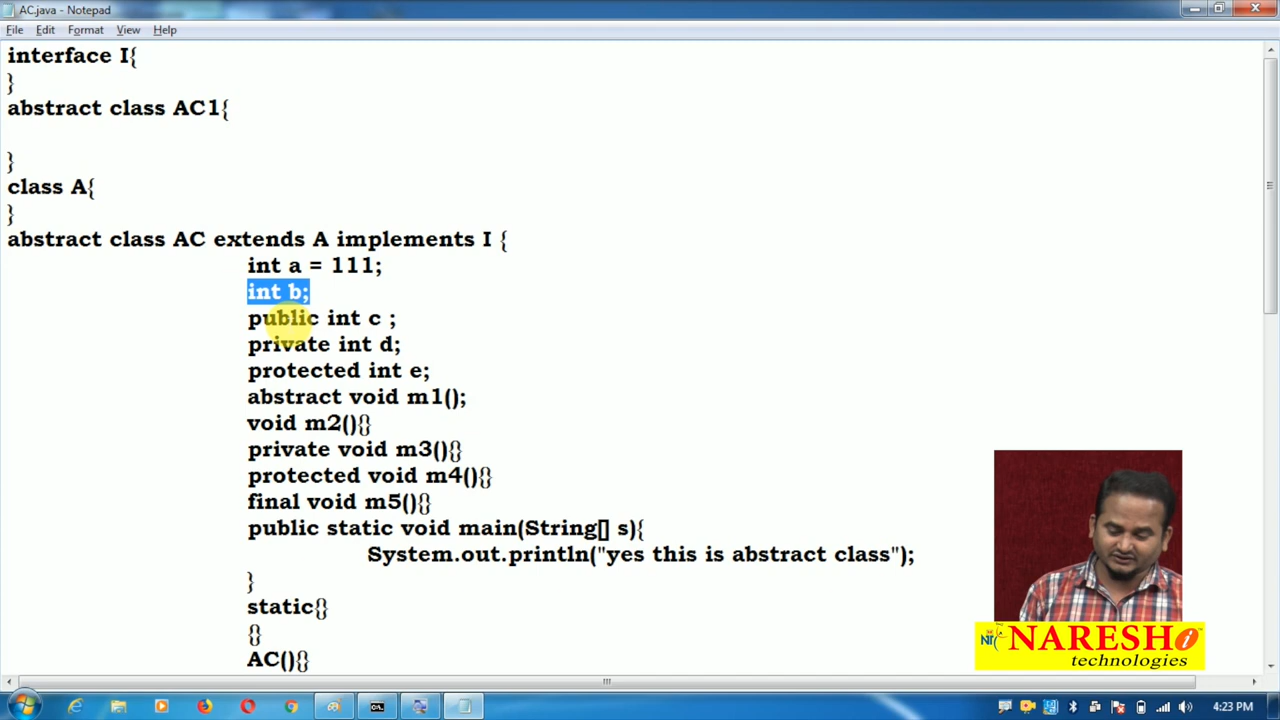 AC.java - Notepad
File Edit Format View Help
interface I{
}
abstract class AC1{
}
class A{
}
abstract class AC extends A implements I {
int a = 111;
int b;
public int c ;
private int d;
protected int e;
abstract void m1();
void m2(){}
private void m3(){}
protected void m4(){}
final void m5(){}
public static void main(String[] s){
System.out.println("yes this is abstract class");
}
static{}
{}
AC(){}
NARESH i
technologies
4:23 PM